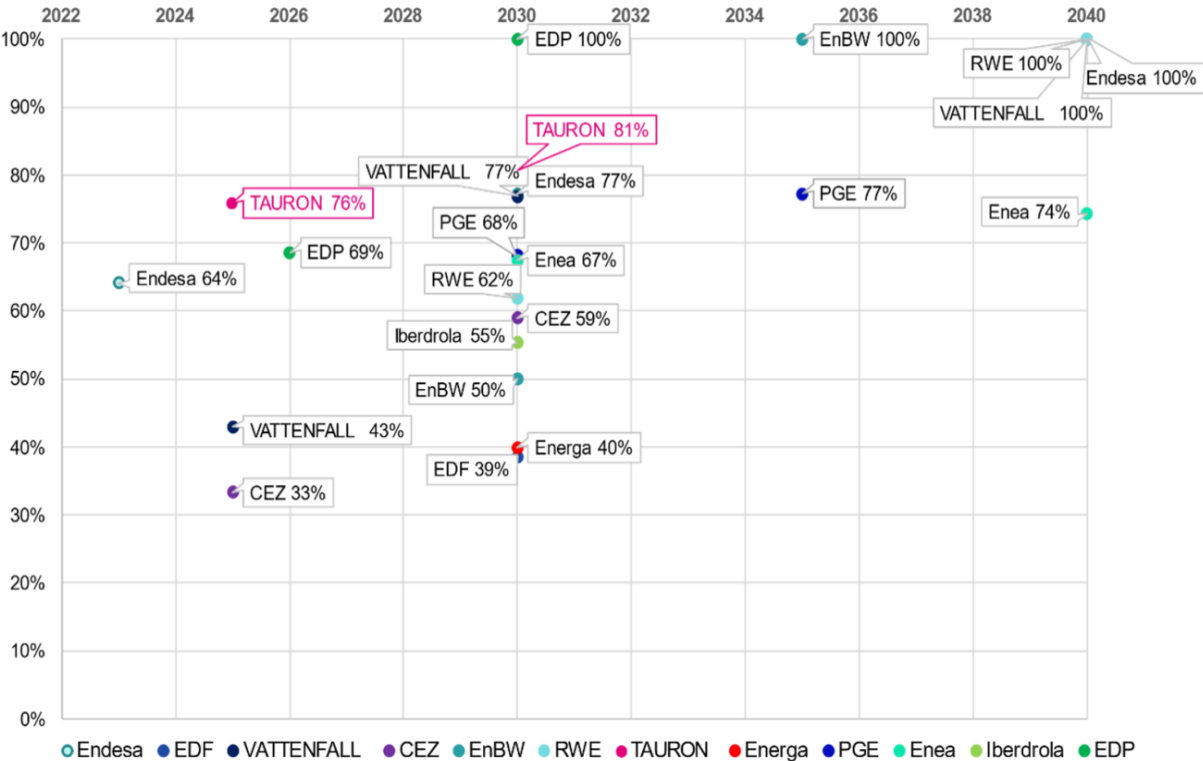 2022 2024 2026 2028 2030 2032 2034 2036 2038 2040
100%
EDP 100%
EnBW 100%
RWE 100%
Endesa 100%
90%
VATTENFALL 100%
TAURON 81%
80%
VATTENFALL 77%
Endesa 77%
TAURON 76%
PGE 77%
Enea 74%
70%
PGE 68%
EDP 69%
Enea 67%
Endesa 64%
RWE 62%
60%
CEZ 59%
Iberdrola 55%
50%
EnBW 50%
VATTENFALL 43%
40%
Energa 40%
EDF 39%
CEZ 33%
30%
20%
10%
0%
Endesa EDF VATTENFALL CEZ EnBW RWE TAURON Energa PGE Enea Iberdrola EDP